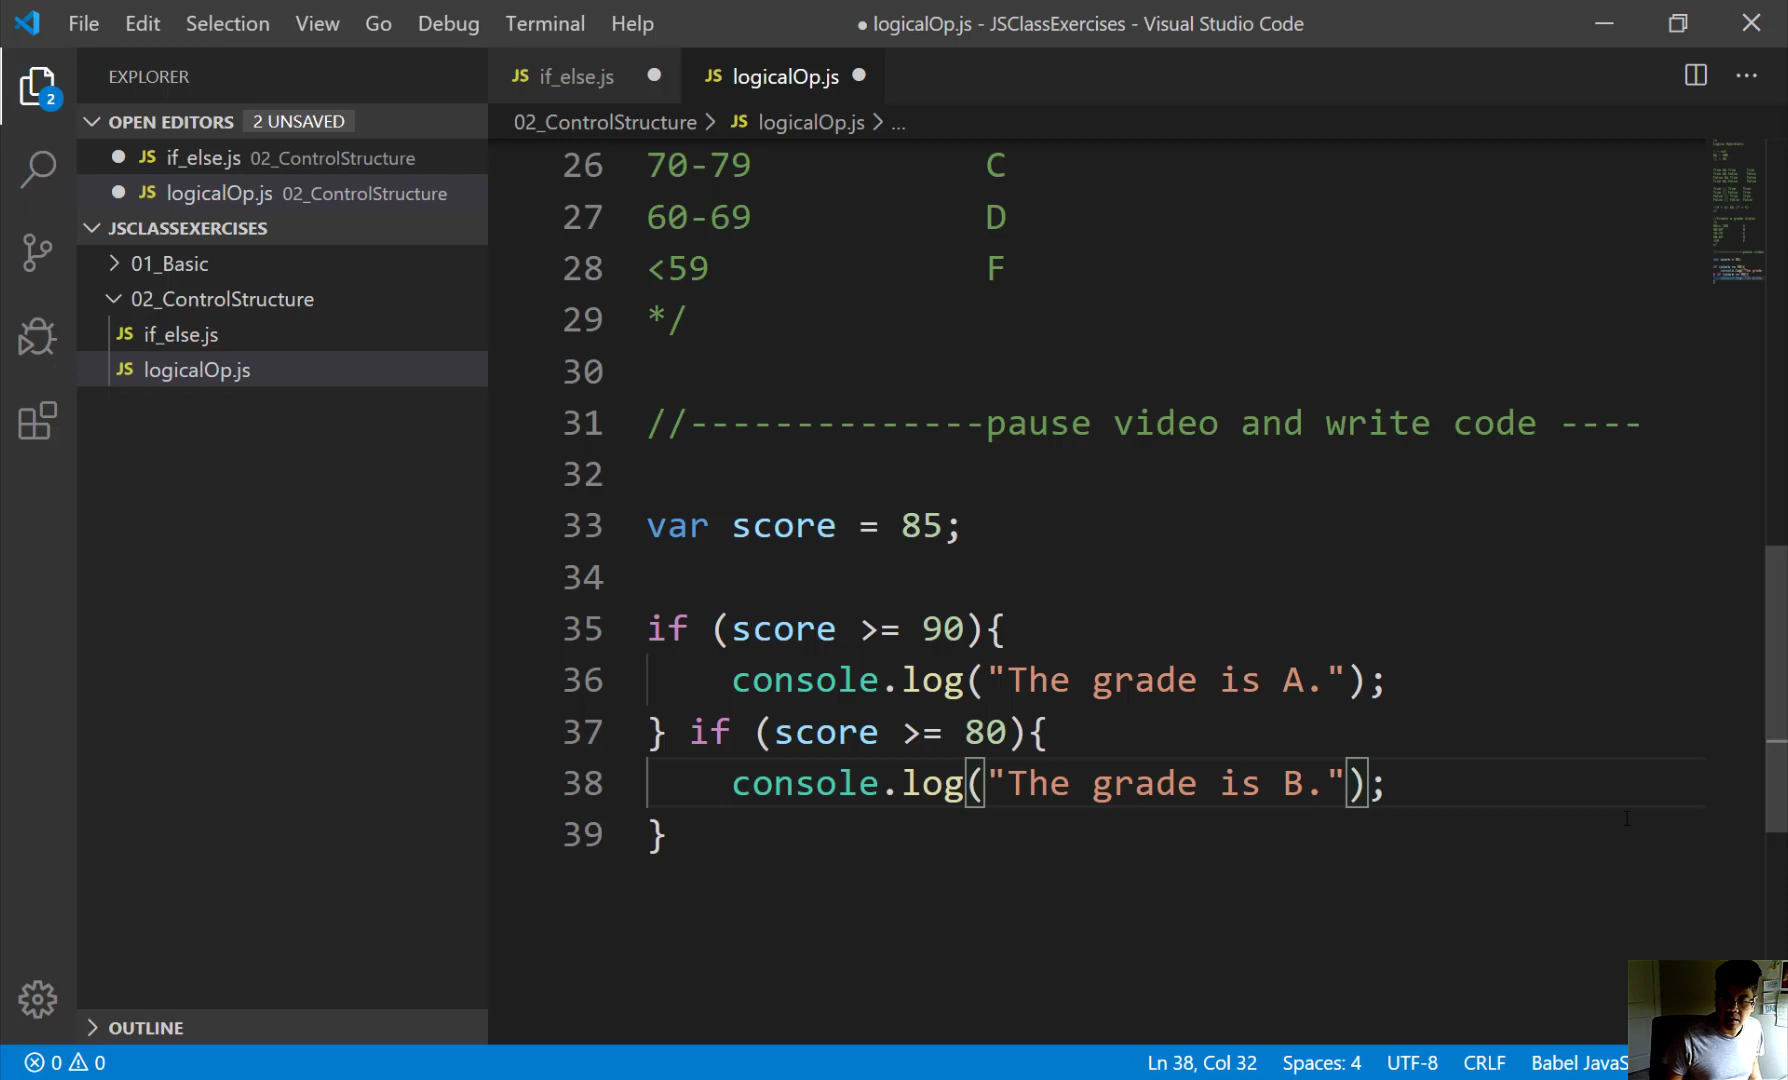 File Edit Selection View Go Debug Terminal Help
● logicalOp.js - JSClassExercises - Visual Studio Code
EXPLORER
OPEN EDITORS 2 UNSAVED
JS if_else.js 02_ControlStructure
JS logicalOp.js 02_ControlStructure
JSCLASSEXERCISES
01_Basic
02_ControlStructure
JS if_else.js
JS logicalOp.js
OUTLINE
2
JS if_else.js
JS logicalOp.js
02_ControlStructure > JS logicalOp.js > ...
26 70-79 C
27 60-69 D
28 <59 F
29 */
30
31 //--------------pause video and write code ----
32
33 var score = 85;
34
35 if (score >= 90){
36 console.log("The grade is A.");
37 } if (score >= 80){
38 console.log("The grade is B.");
39 }
0 0
Ln 38, Col 32 Spaces: 4 UTF-8 CRLF Babel JavaS